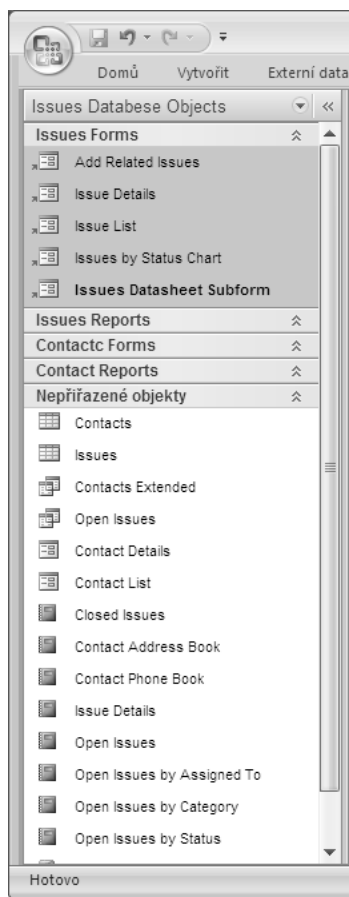 Domů Vytvořit Externí data
Issues Databese Objects
Issues Forms
Add Related Issues
Issue Details
Issue List
Issues by Status Chart
Issues Datasheet Subform
Issues Reports
Contactc Forms
Contact Reports
Nepřiřazené objekty
Contacts
Issues
Contacts Extended
Open Issues
Contact Details
Contact List
Closed Issues
Contact Address Book
Contact Phone Book
Issue Details
Open Issues
Open Issues by Assigned To
Open Issues by Category
Open Issues by Status
Hotovo